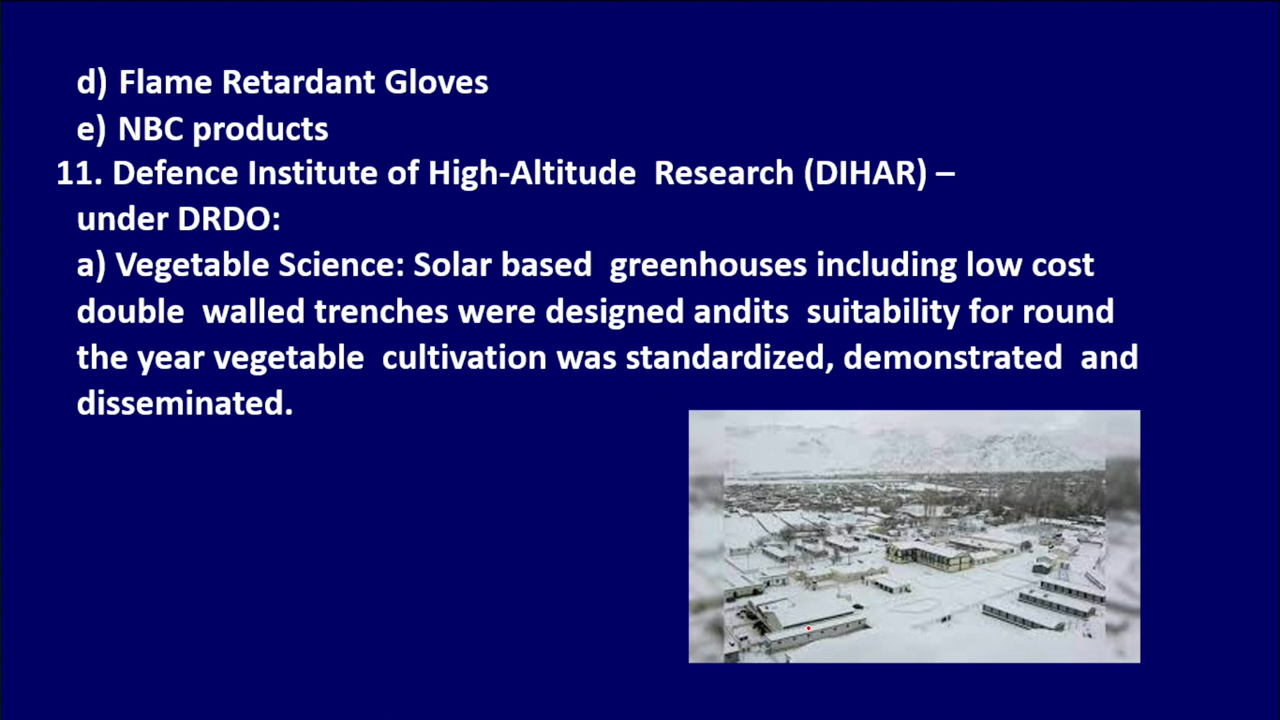 d) Flame Retardant Gloves
e) NBC products
11. Defence Institute of High-Altitude Research (DIHAR) –
under DRDO:
a) Vegetable Science: Solar based greenhouses including low cost
double walled trenches were designed andits suitability for round
the year vegetable cultivation was standardized, demonstrated and
disseminated.